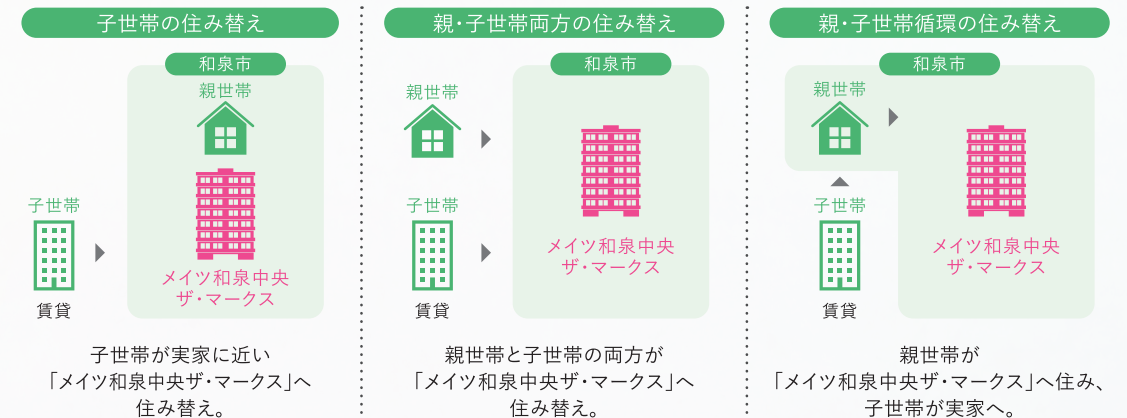 子世帯の住み替え
和泉市
親世帯
子世帯
賃貸
メイツ和泉中央
ザ・マークス
子世帯が実家に近い
「メイツ和泉中央ザ・マークス」へ
住み替え。
親・子世帯両方の住み替え
和泉市
親世帯
子世帯
賃貸
メイツ和泉中央
ザ・マークス
親世帯と子世帯の両方が
「メイツ和泉中央ザ・マークス」へ
住み替え。
親・子世帯循環の住み替え
和泉市
親世帯
子世帯
賃貸
メイツ和泉中央
ザ・マークス
親世帯が
「メイツ和泉中央ザ・マークス」へ住み、
子世帯が実家へ。